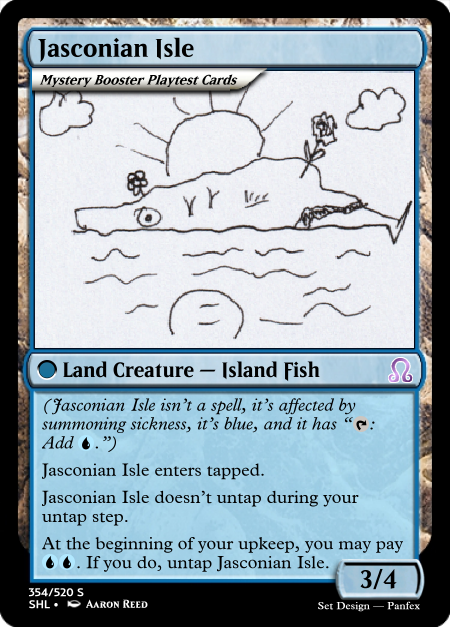 Jasconian Isle
Mystery Booster Playtest Cards
Land Creature — Island Fish
(Jasconian Isle isn't a spell, it's affected by
summoning sickness, it's blue, and it has “:
Add .”)
Jasconian Isle enters tapped.
Jasconian Isle doesn't untap during your
untap step.
At the beginning of your upkeep, you may pay
. If you do, untap Jasconian Isle.
3/4
354/520 S
SHL • Aaron Reed
Set Design — Panfex